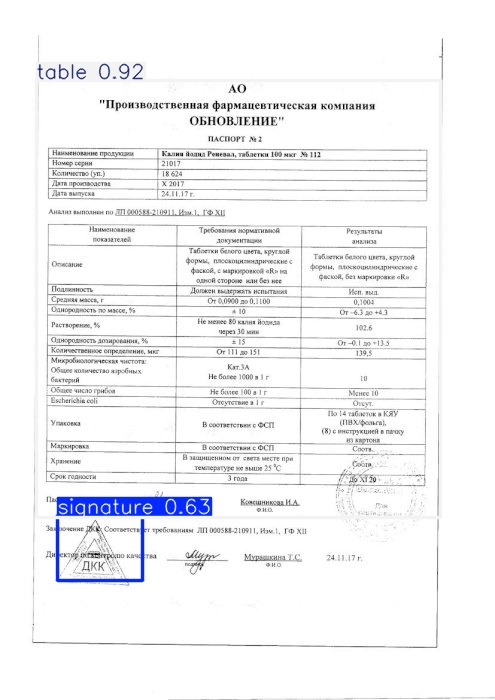 table 0.92
АО
"Производственная фармацевтическая компания
ОБНОВЛЕНИЕ"
ПАСПОРТ № 2
Наименование продукции Калия йодид Реневал, таблетки 100 мкг № 112
Номер серии 21017
Количество (уп.) 18 624
Дата производства X 2017
Дата выпуска 24.11.17 г.
Анализ выполнен по ЛП 000588-210911, Изм.1, ГФ XII
Наименование показателей Требования нормативной документации Результаты анализа
Описание Таблетки белого цвета, круглой формы, плоскоцилиндрические с фаской, с маркировкой «R» на одной стороне или без нее Таблетки белого цвета, круглой формы, плоскоцилиндрические с фаской, без маркировки «R»
Подлинность Должен выдержать испытания Исп. выд.
Средняя масса, г От 0,0900 до 0,1100 0,1004
Однородность по массе, % ± 10 От –6.3 до +4.3
Растворение, % Не менее 80 калия йодида через 30 мин 102.6
Однородность дозирования, % ± 15 От –0.1 до +13.5
Количественное определение, мкг От 111 до 151 139,5
Микробиологическая чистота: Кат.3А
Общее количество аэробных бактерий Не более 1000 в 1 г 10
Общее число грибов Не более 100 в 1 г Менее 10
Escherichia coli Отсутствие в 1 г Отсут.
Упаковка В соответствии с ФСП По 14 таблеток в КЯУ (ПВХ/фольга), (8) с инструкцией в пачку из картона
Маркировка В соответствии с ФСП Соотв.
Хранение В защищенном от света месте при температуре не выше 25 °C Соотв.
Срок годности 3 года До XI 20
signature 0.63
Ковешникова И.А.
Ф.И.О.
Заключение ДКК: Соответствует требованиям ЛП 000588-210911, Изм.1, ГФ XII
Директор по контролю качества Мурашкина Т.С. 24.11.17 г.
подпись Ф.И.О.
ДКК